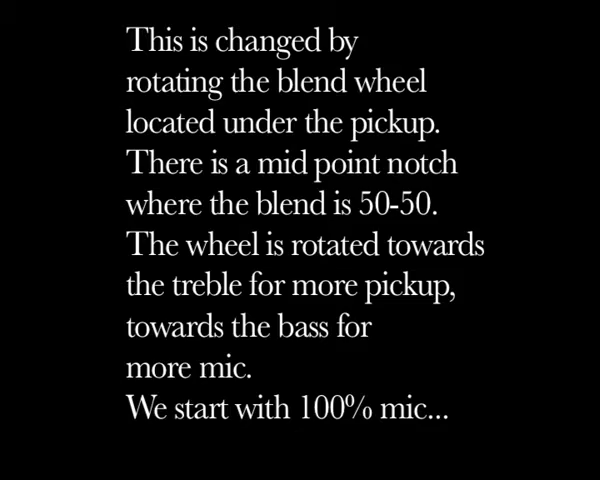 This is changed by
rotating the blend wheel
located under the pickup.
There is a mid point notch
where the blend is 50-50.
The wheel is rotated towards
the treble for more pickup,
towards the bass for
more mic.
We start with 100% mic...